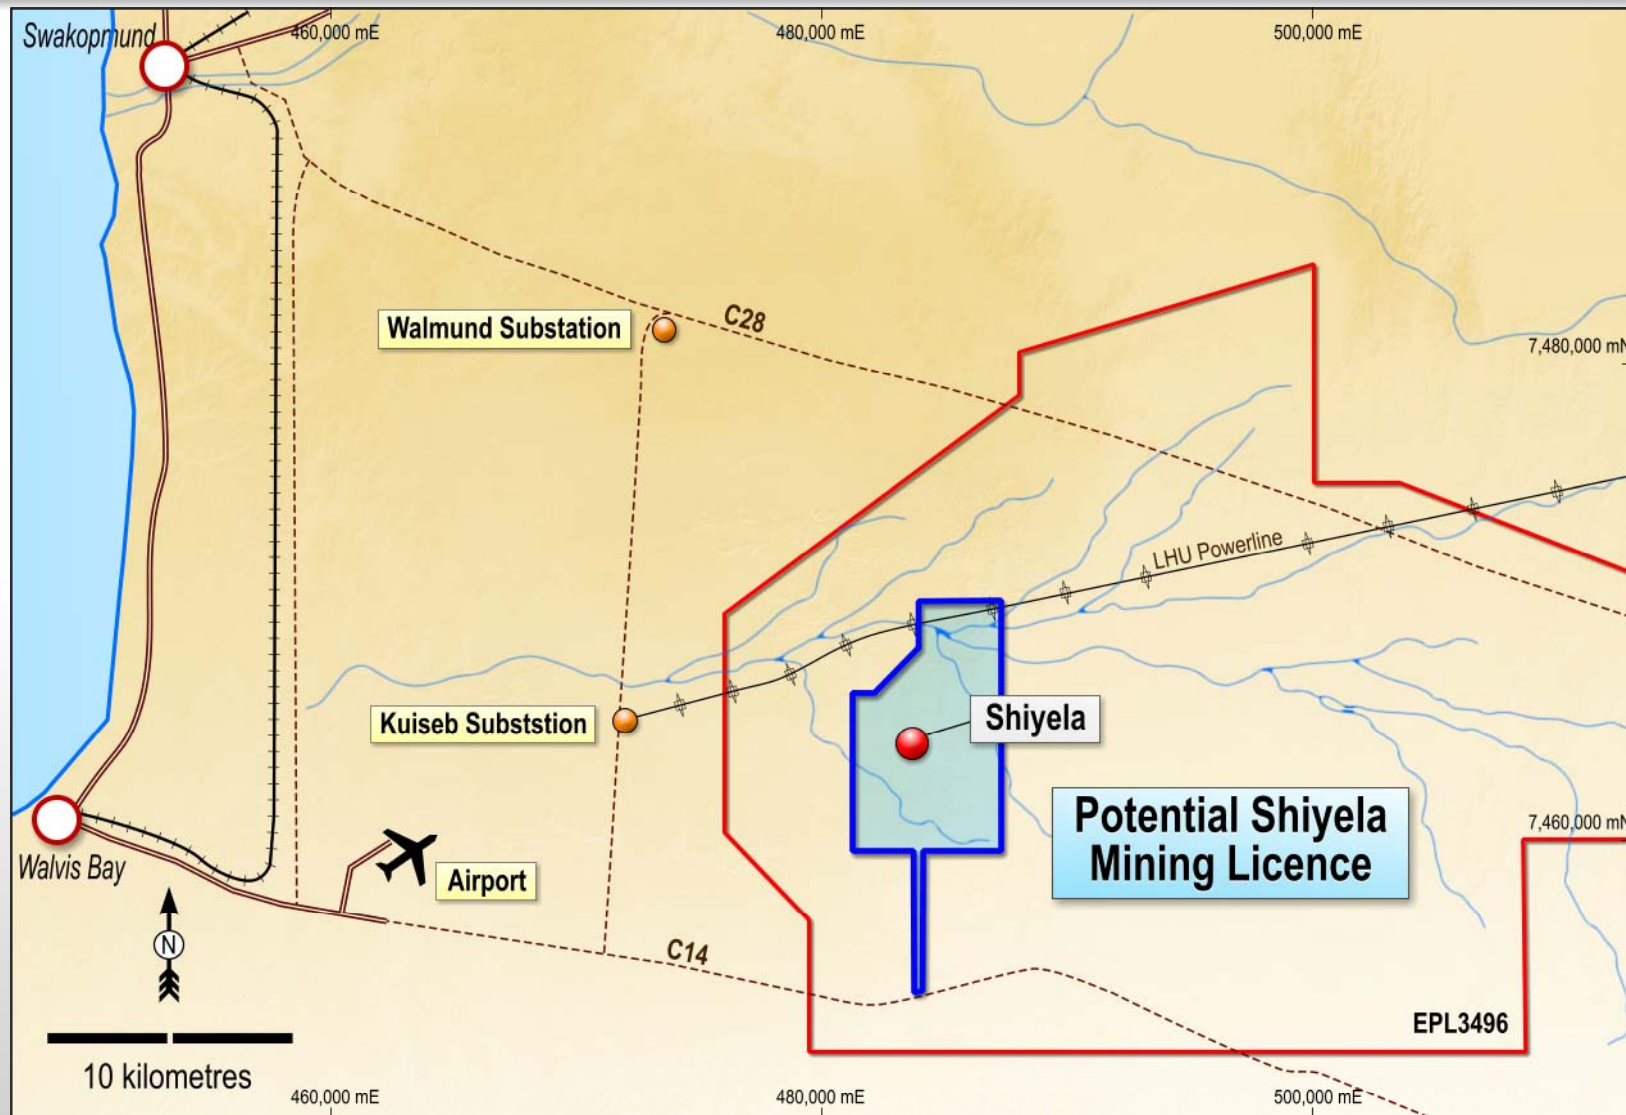 Swakopmund
460,000 mE
480,000 mE
500,000 mE
Walmund Substation
C28
7,480,000 mN
LHU Powerline
Kuiseb Subststion
Shiyela
Potential Shiyela
Mining Licence
7,460,000 mN
Walvis Bay
Airport
N
C14
EPL3496
10 kilometres
460,000 mE
480,000 mE
500,000 mE